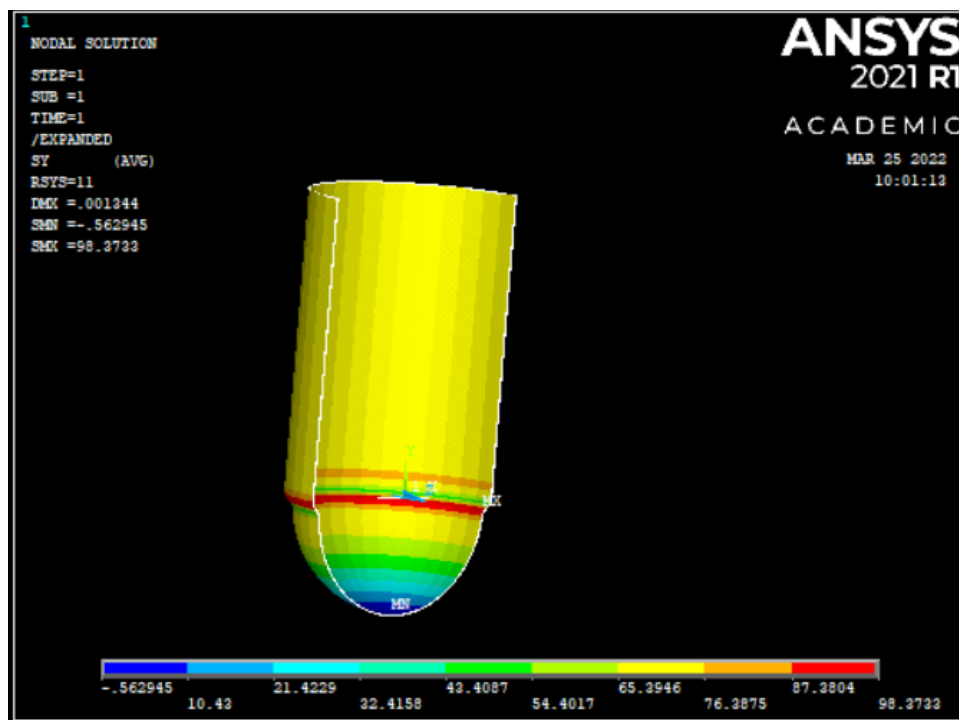 1
NODAL SOLUTION
STEP=1
SUB =1
TIME=1
/EXPANDED
SY (AVG)
RSYS=11
DMX =.001344
SMN =-.562945
SMX =98.3733
ANSYS
2021 R1
ACADEMIC
MAR 25 2022
10:01:13
Y
X
MX
MN
-.562945 21.4229 43.4087 65.3946 87.3804
10.43 32.4158 54.4017 76.3875 98.3733